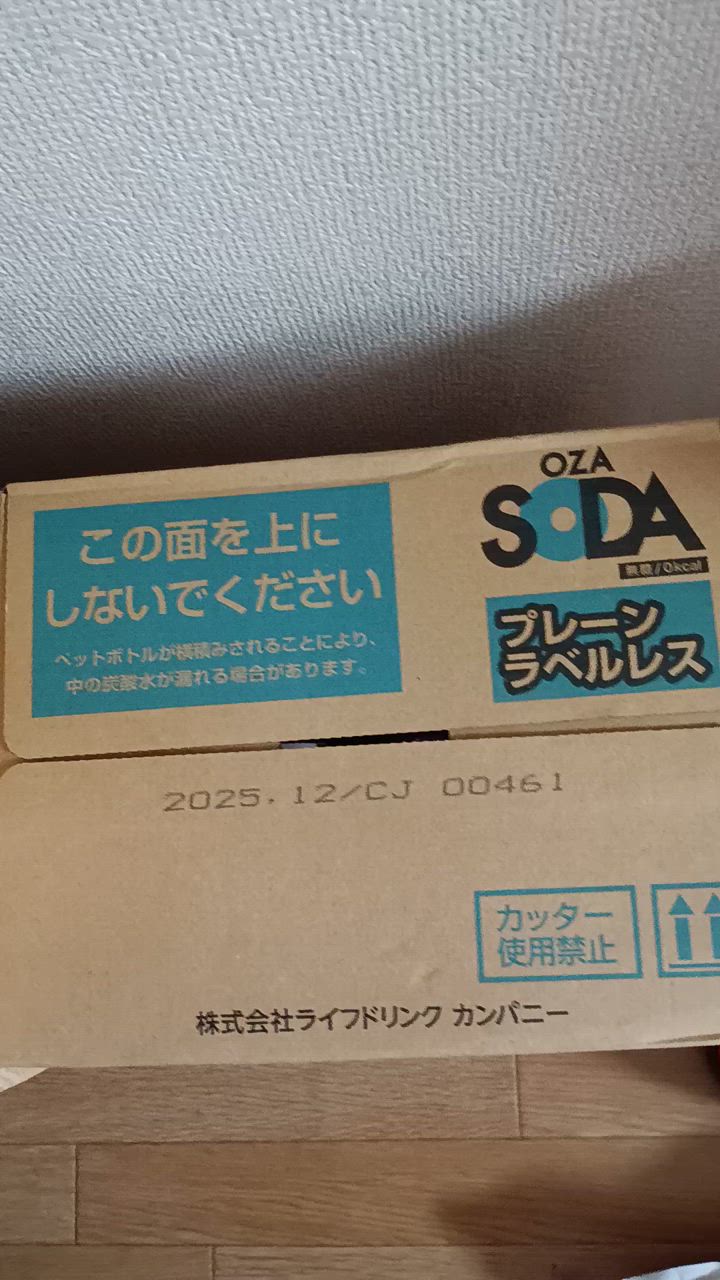 この面を上に
しないでください
ペットボトルが横積みされることにより、
中の炭酸水が漏れる場合があります。
OZA
SODA
無糖/0kcal
プレーン
ラベルレス
2025.12/CJ 00461
カッター
使用禁止
株式会社ライフドリンク カンパニー